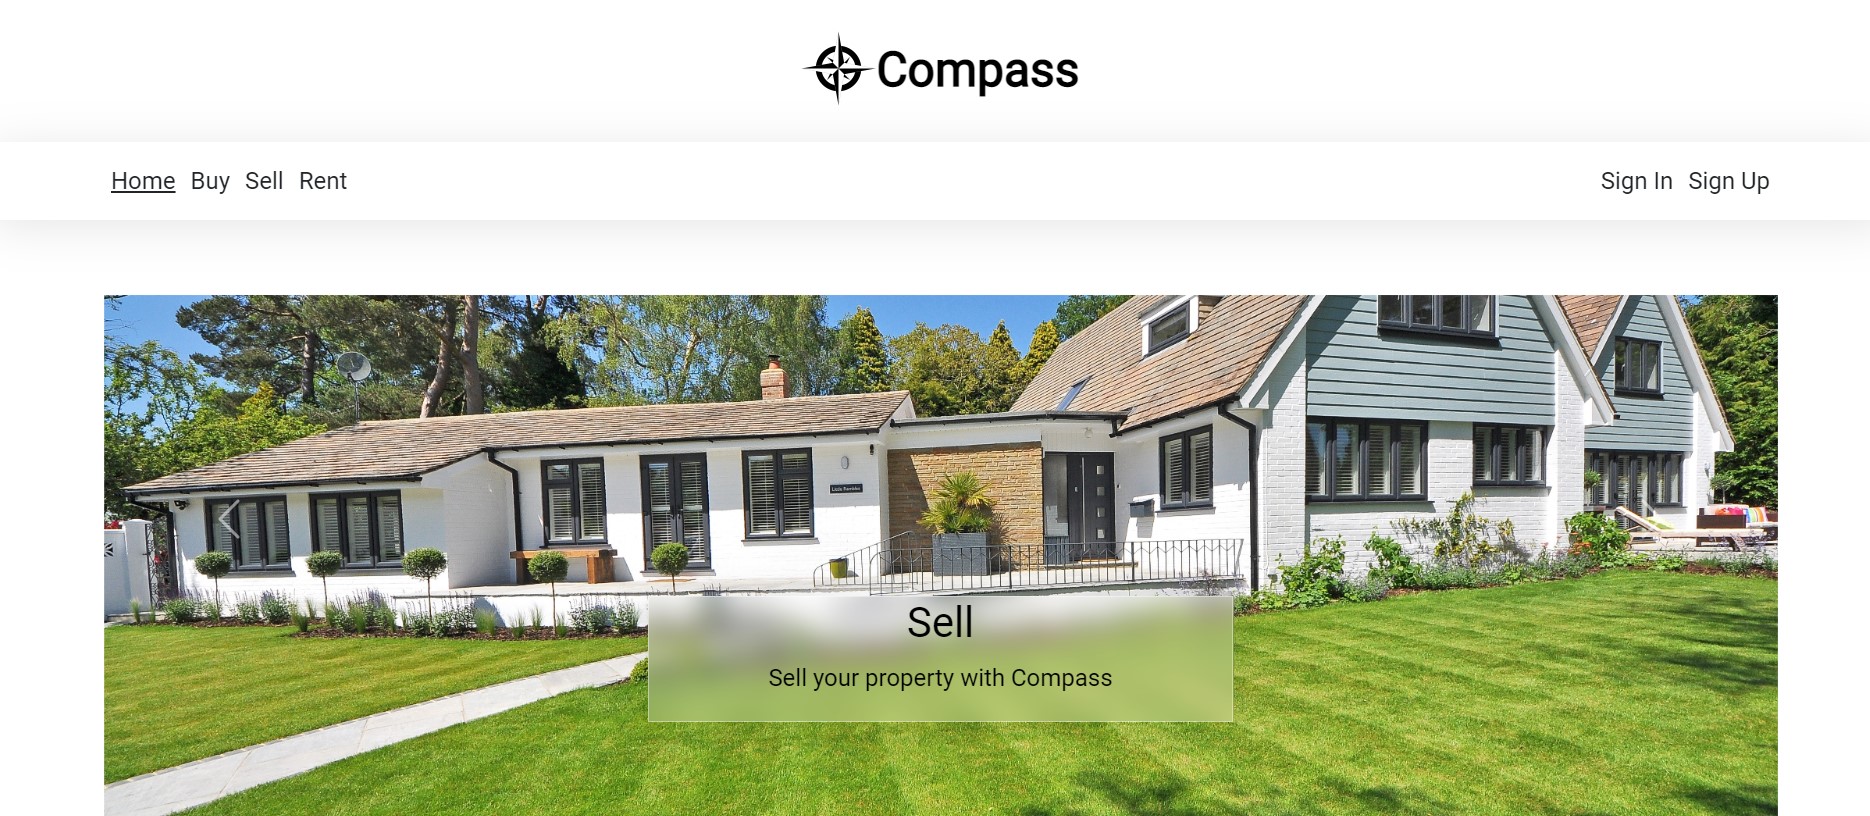 Compass
Home Buy Sell Rent
Sign In Sign Up
Sell
Sell your property with Compass